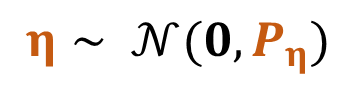 η ~ 𝒩(0, P_η)